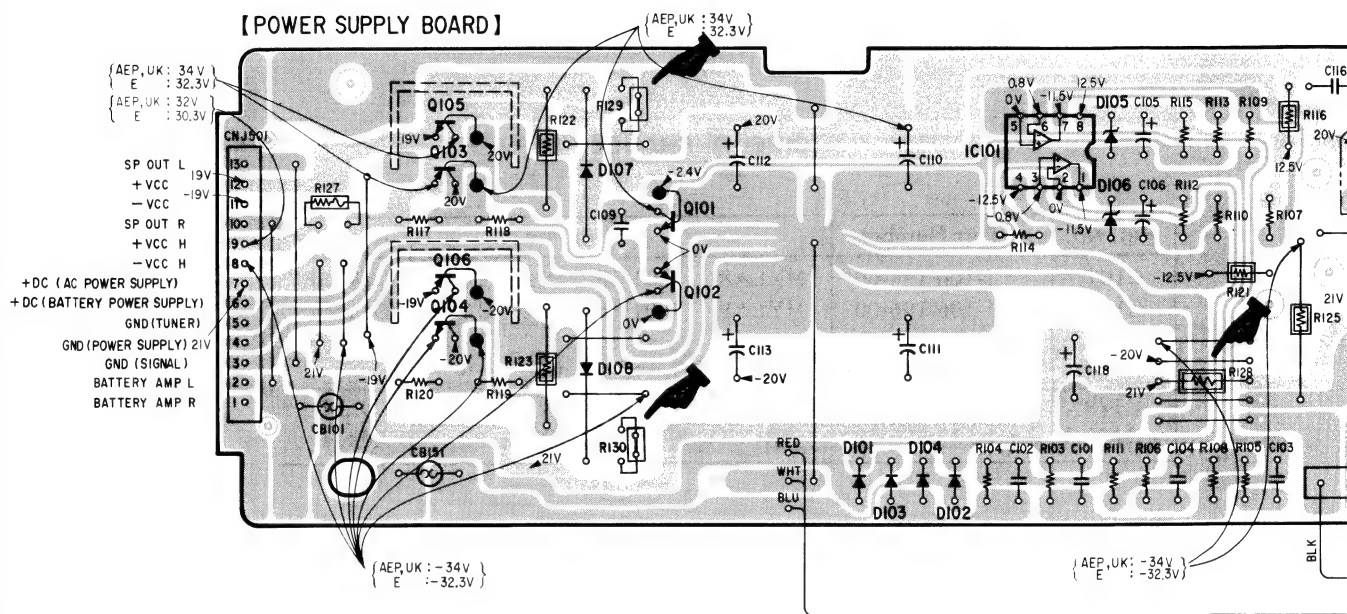 【POWER SUPPLY BOARD】
{AEP,UK : 34V
E : 32.3V}
{AEP,UK : 34V
E : 32.3V}
{AEP,UK : 32V
E : 30.3V}
CNJ501
13
SP OUT L
19V
12
+VCC
-19V
11
-VCC
10
SP OUT R
9
+VCC H
8
-VCC H
7
+DC (AC POWER SUPPLY)
6
+DC (BATTERY POWER SUPPLY)
5
GND (TUNER)
4
GND (POWER SUPPLY) 21V
3
GND (SIGNAL)
2
BATTERY AMP L
1
BATTERY AMP R
R127
21V
-19V
CB101
CB151
Q105
19V
20V
Q103
20V
R117
R118
Q106
-19V
-20V
Q104
-20V
R120
R119
R122
R123
D107
D108
C109
R129
R130
21V
-2.4V
Q101
0V
Q102
0V
20V
C112
C113
-20V
C110
C111
0.8V
12.5V
0V
-11.5V
5 6 7 8
IC101
4 3 2 1
-12.5V
-0.8V
0V
-11.5V
R114
D105 C105 R115 R113 R109
D106 C106 R112
R110
R107
R116
12.5V
C116
20V
-12.5V
R121
21V
R125
-20V
21V
R128
C118
RED
WHT
BLU
D101
D104
D103
D102
R104 C102 R103 C101 R111 R106 C104 R108 R105 C103
BLK
{AEP,UK : -34V
E : -32.3V}
{AEP,UK : -34V
E : -32.3V}